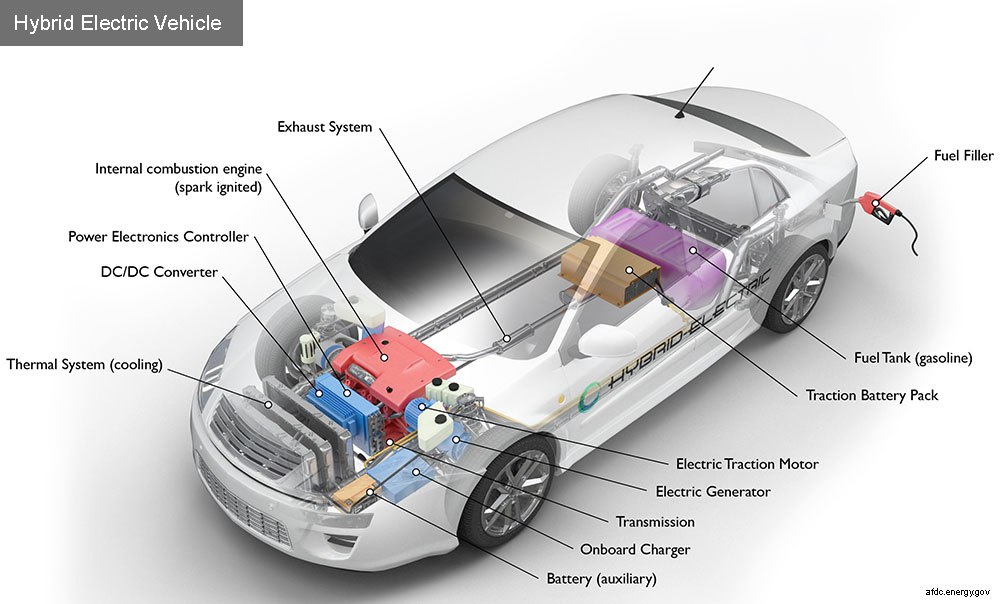 Hybrid Electric Vehicle
Exhaust System
Fuel Filler
Internal combustion engine
(spark ignited)
Power Electronics Controller
DC/DC Converter
Thermal System (cooling)
HYBRID-ELECTRIC
Fuel Tank (gasoline)
Traction Battery Pack
Electric Traction Motor
Electric Generator
Transmission
Onboard Charger
Battery (auxiliary)
afdc.energy.gov